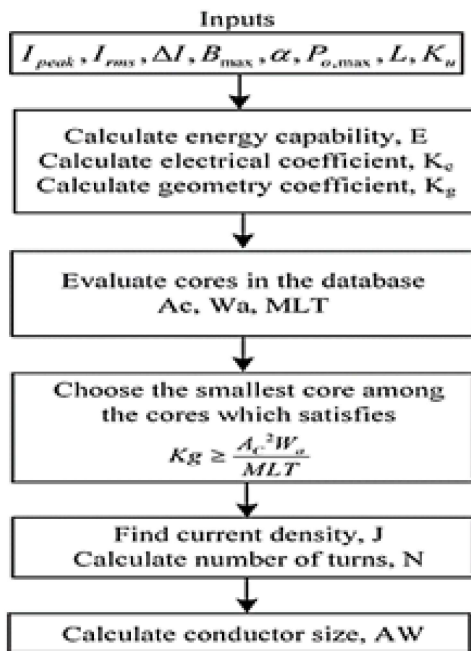 Inputs
I_peak, I_rms, ΔI, B_max, α, P_o,max, L, K_u
Calculate energy capability, E
Calculate electrical coefficient, K_e
Calculate geometry coefficient, K_g
Evaluate cores in the database
Ac, Wa, MLT
Choose the smallest core among
the cores which satisfies
Kg ≥ A_C²W_a / MLT
Find current density, J
Calculate number of turns, N
Calculate conductor size, AW